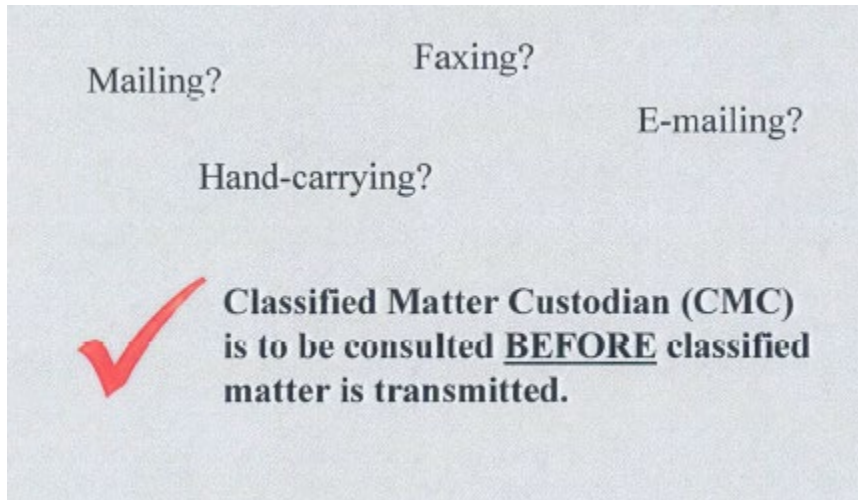 Faxing?
Mailing?
E-mailing?
Hand-carrying?
Classified Matter Custodian (CMC)
is to be consulted BEFORE classified
matter is transmitted.